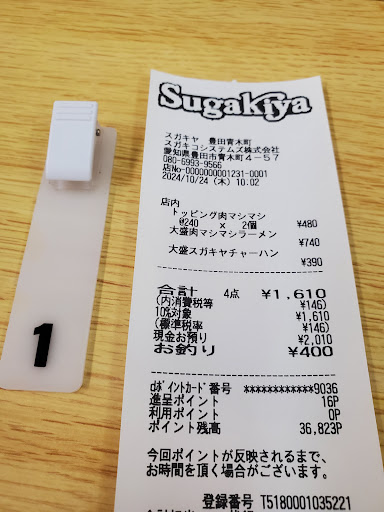 Sugakiya
スガキヤ 豊田青木町
スガキコシステムズ株式会社
愛知県豊田市青木町4-57
080-6993-9566
店No-0000000001231-0001
2024/10/24 (木) 10:02
店内
トッピング肉マシマシ
@240 × 2個 ¥480
大盛肉マシマシラーメン
¥740
大盛スガキヤチャーハン
¥390
合計 4点 ¥1,610
(内消費税等 ¥146)
10%対象 ¥1,610
(標準税率 ¥146)
現金お預り ¥2,010
お釣り ¥400
dポイントカード番号 ************9036
進呈ポイント 16P
利用ポイント 0P
ポイント残高 36,823P
今回ポイントが反映されるまで、
お時間を頂く場合がございます。
登録番号 T5180001035221
1